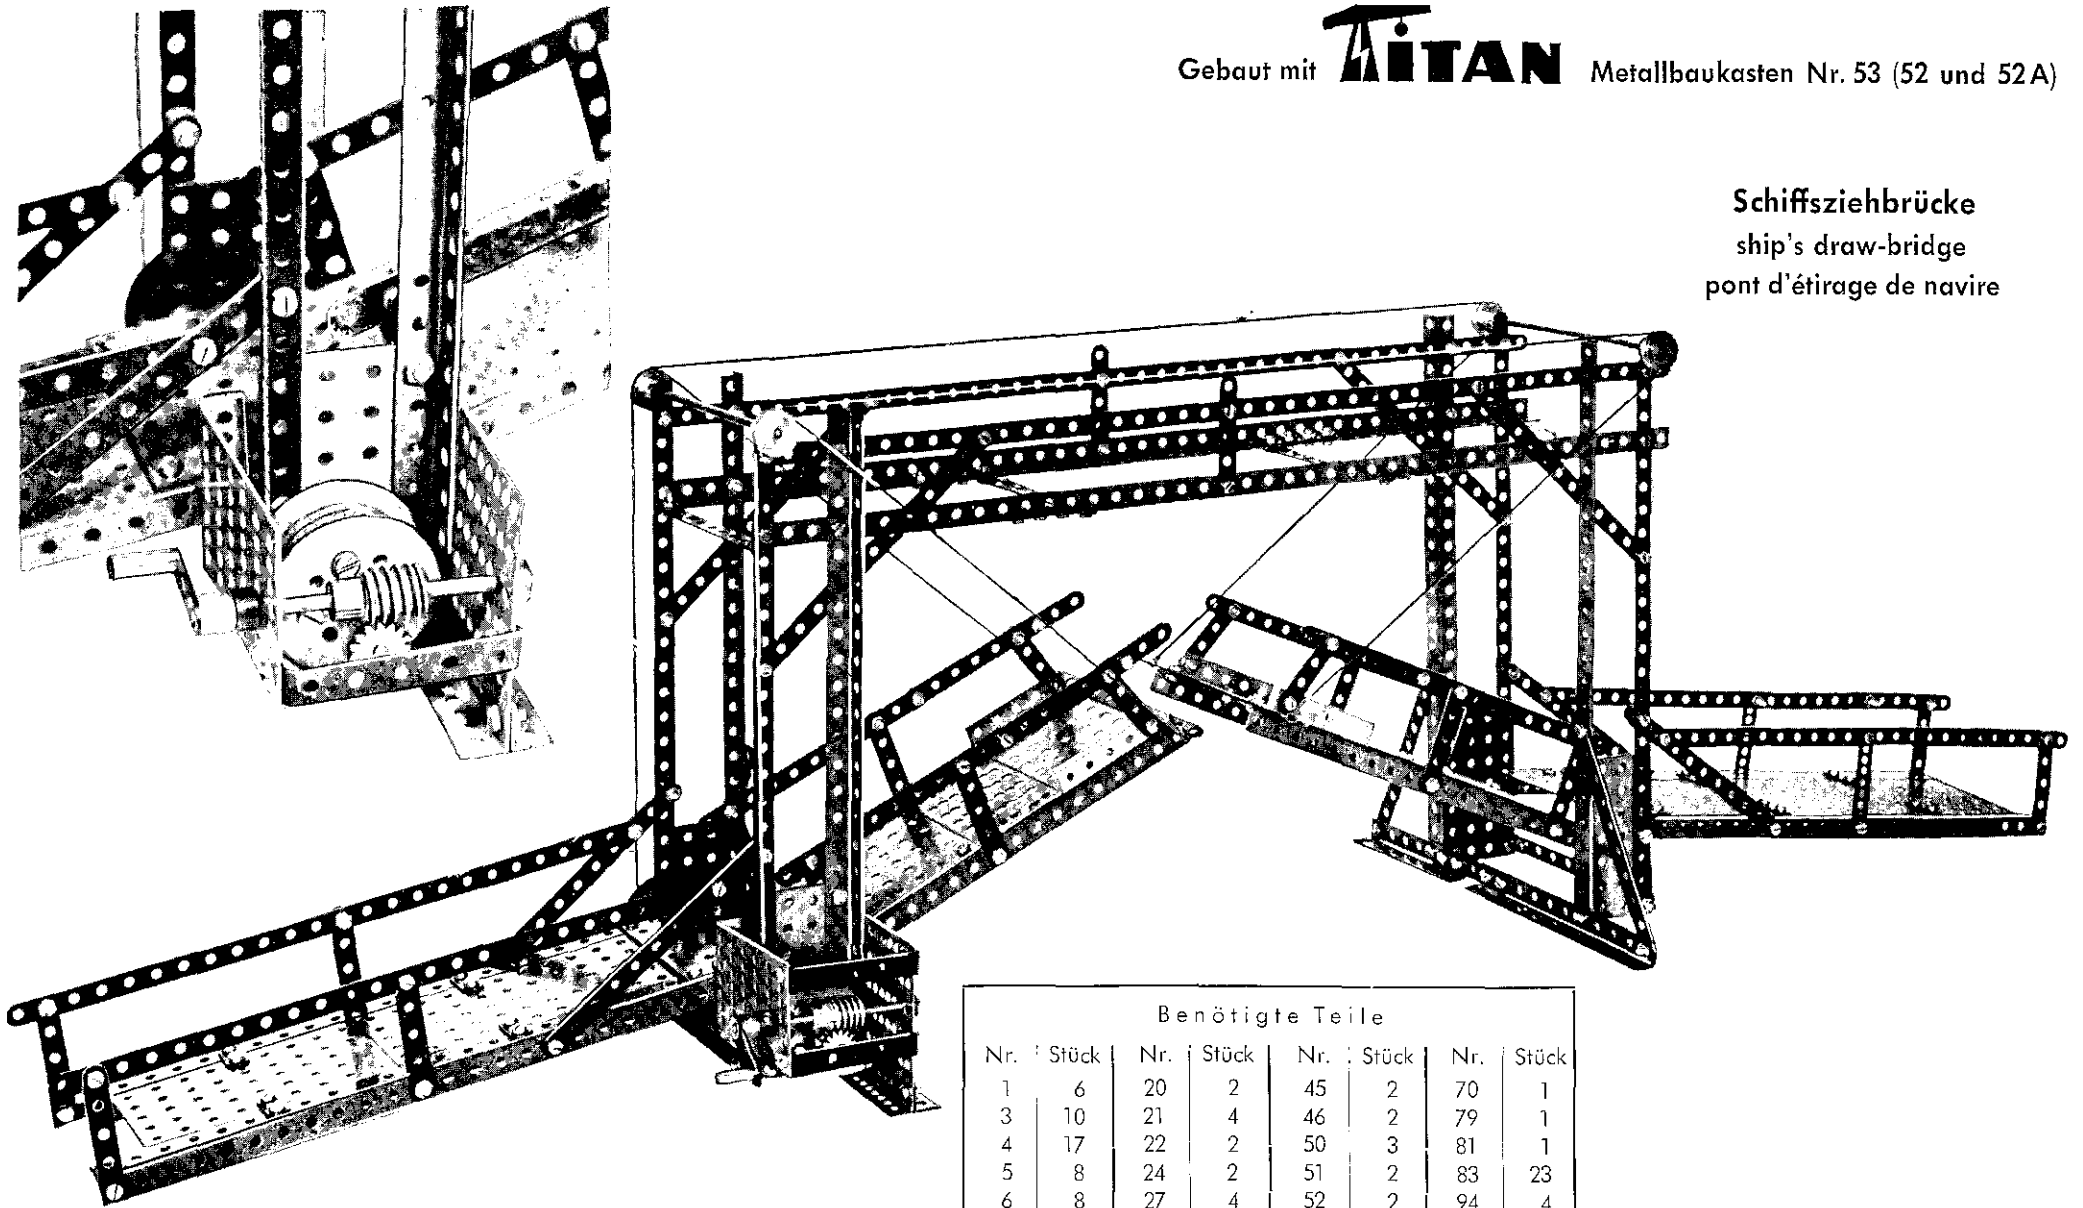 Gebaut mit TiTAN Metallbaukasten Nr. 53 (52 und 52A)
Schiffsziehbrücke
ship's draw-bridge
pont d'étirage de navire
Benötigte Teile
Nr. Stück Nr. Stück Nr. Stück Nr. Stück
1 6 20 2 45 2 70 1
3 10 21 4 46 2 79 1
4 17 22 2 50 3 81 1
5 8 24 2 51 2 83 23
6 8 27 4 52 2 94 4